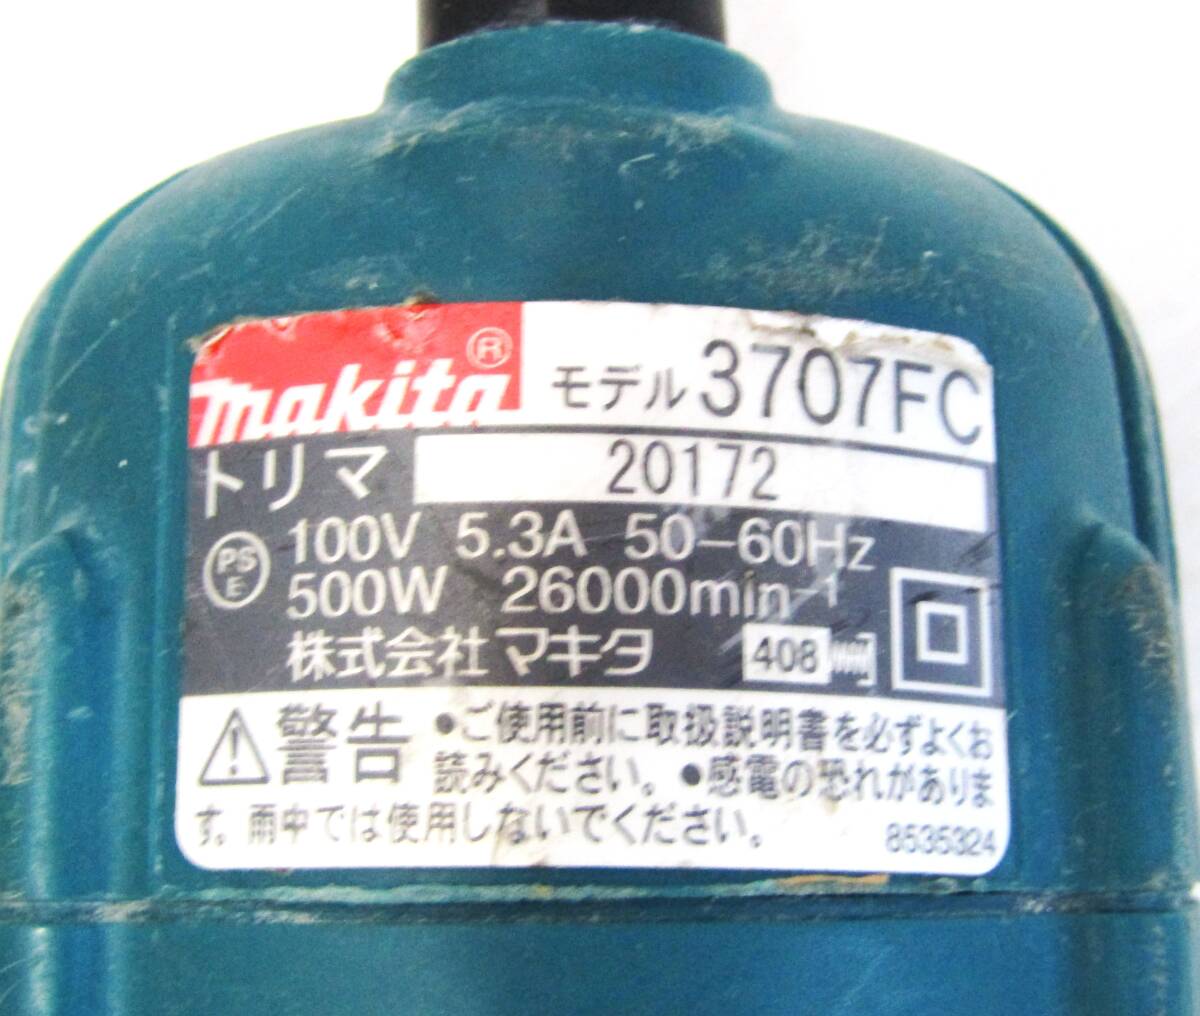 makita® モデル 3707FC
トリマ 20172
PS E 100V 5.3A 50-60Hz
500W 26000min-1
株式会社マキタ 408
警告 •ご使用前に取扱説明書を必ずよくお
読みください。•感電の恐れがありま
す。雨中では使用しないでください。
8535324